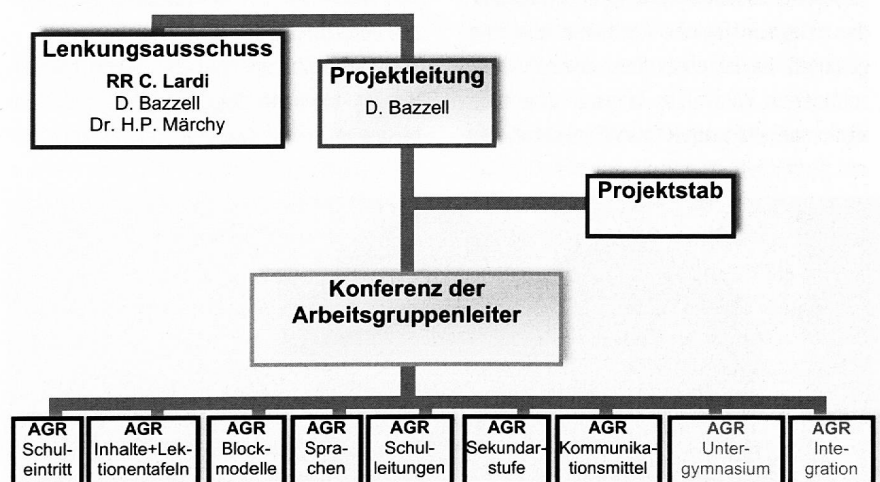 Lenkungsausschuss
RR C. Lardi
D. Bazzell
Dr. H.P. Märchy
Projektleitung
D. Bazzell
Projektstab
Konferenz der
Arbeitsgruppenleiter
AGR
Schul-
eintritt
AGR
Inhalte+Lek-
tionentafeln
AGR
Block-
modelle
AGR
Spra-
chen
AGR
Schul-
leitungen
AGR
Sekundar-
stufe
AGR
Kommunika-
tionsmittel
AGR
Unter-
gymnasium
AGR
Inte-
gration